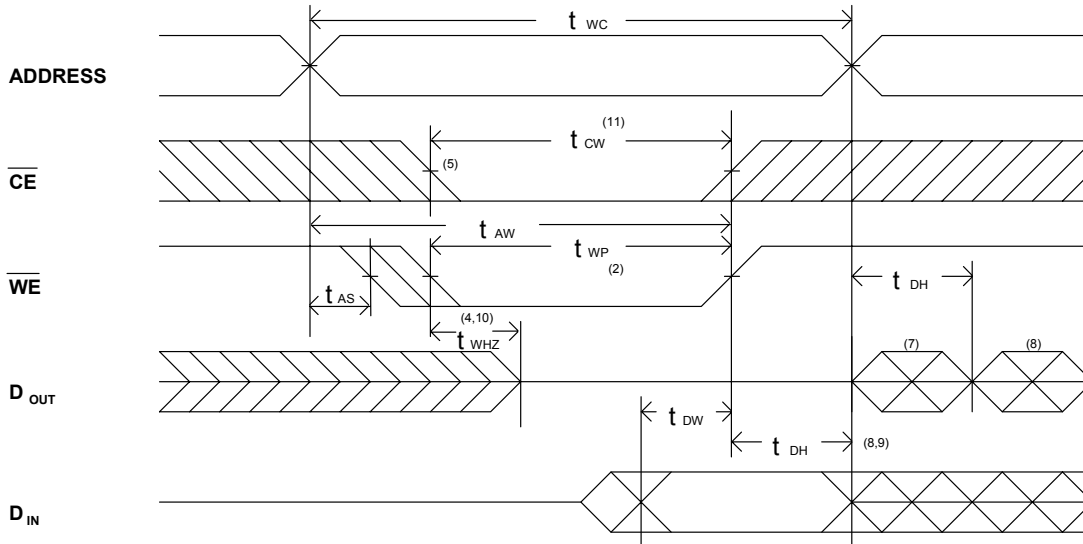 t WC
ADDRESS
(11)
t CW
(5)
CE
t AW
t WP
(2)
WE
t AS
t DH
(4,10)
t WHZ
(7)
(8)
D OUT
t DW
t DH
(8,9)
D IN